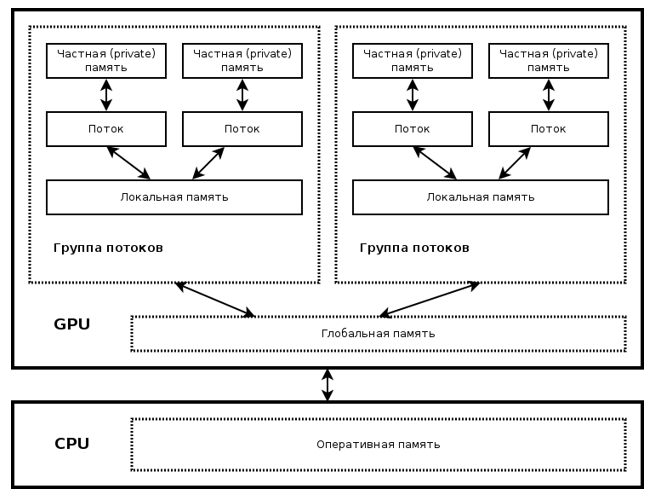 Частная (private)
память
Частная (private)
память
Частная (private)
память
Частная (private)
память
Поток
Поток
Поток
Поток
Локальная память
Локальная память
Группа потоков
Группа потоков
GPU
Глобальная память
CPU
Оперативная память